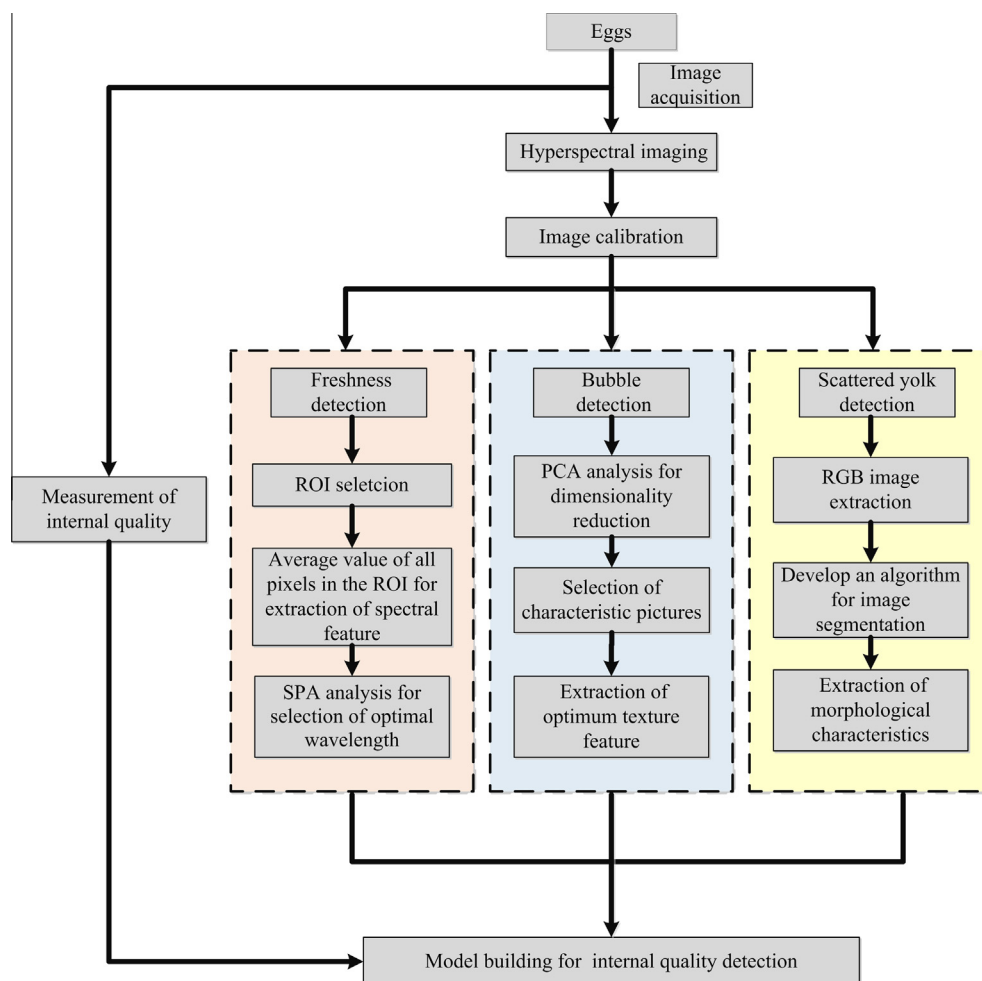 Eggs
Image
acquisition
Hyperspectral imaging
Image calibration
Freshness
detection
ROI seletcion
Average value of all
pixels in the ROI for
extraction of spectral
feature
SPA analysis for
selection of optimal
wavelength
Bubble
detection
PCA analysis for
dimensionality
reduction
Selection of
characteristic pictures
Extraction of
optimum texture
feature
Scattered yolk
detection
RGB image
extraction
Develop an algorithm
for image
segmentation
Extraction of
morphological
characteristics
Measurement of
internal quality
Model building for internal quality detection